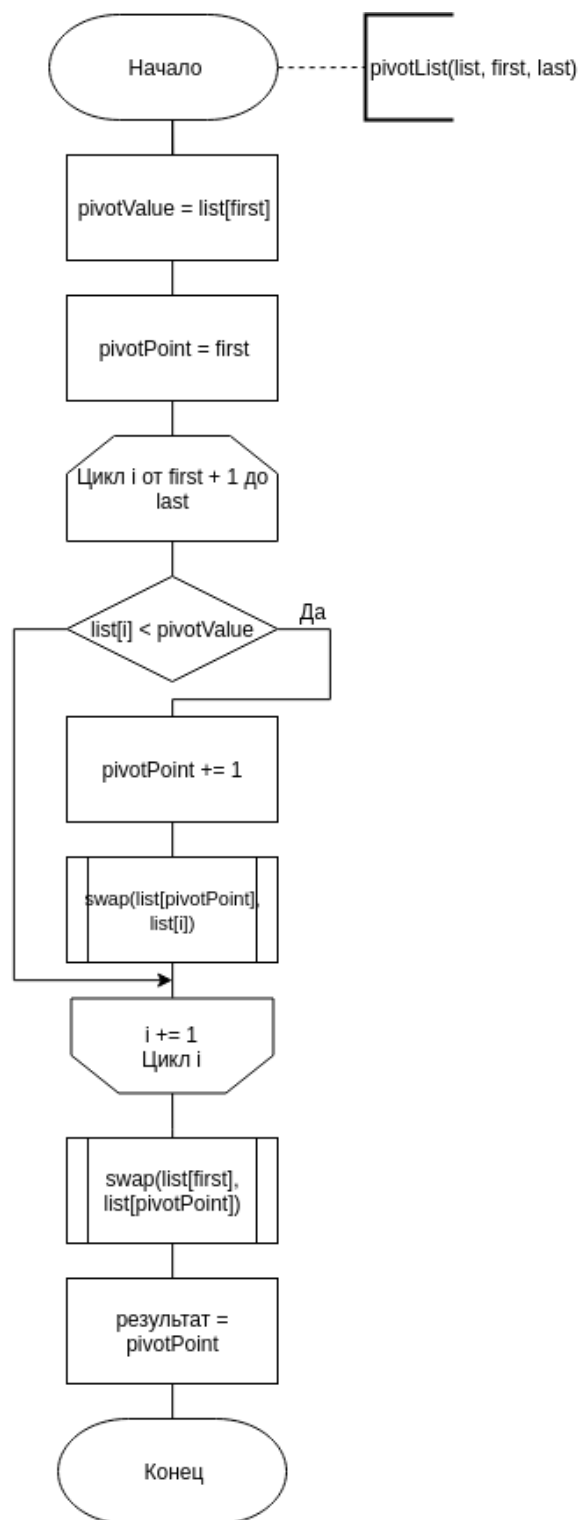 Начало
pivotList(list, first, last)
pivotValue = list[first]
pivotPoint = first
Цикл i от first + 1 до
last
list[i] < pivotValue
Да
pivotPoint += 1
swap(list[pivotPoint],
list[i])
i += 1
Цикл i
swap(list[first],
list[pivotPoint])
результат =
pivotPoint
Конец